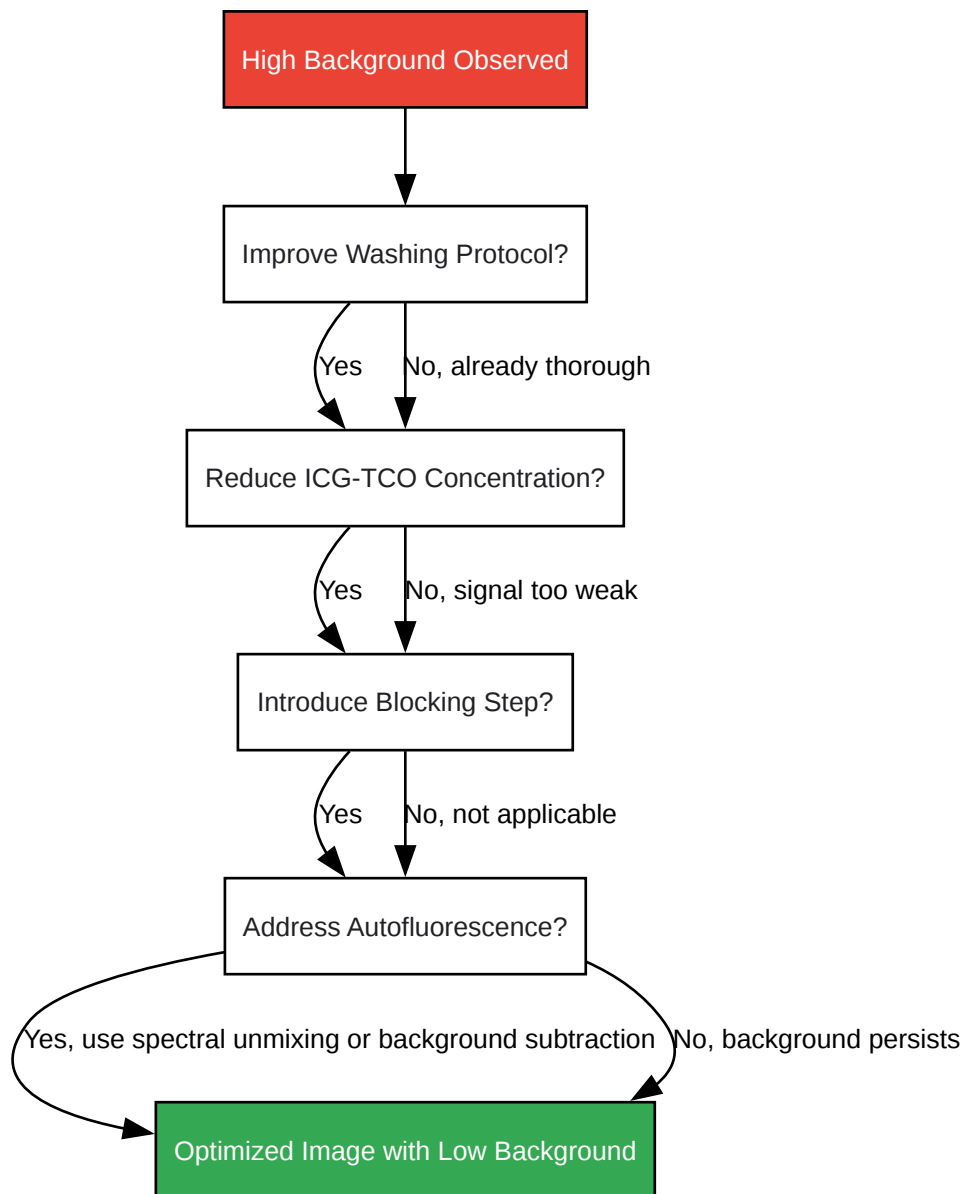 High Background Observed
Improve Washing Protocol?
Yes
No, already thorough
Reduce ICG-TCO Concentration?
Yes
No, signal too weak
Introduce Blocking Step?
Yes
No, not applicable
Address Autofluorescence?
Yes, use spectral unmixing or background subtraction
No, background persists
Optimized Image with Low Background